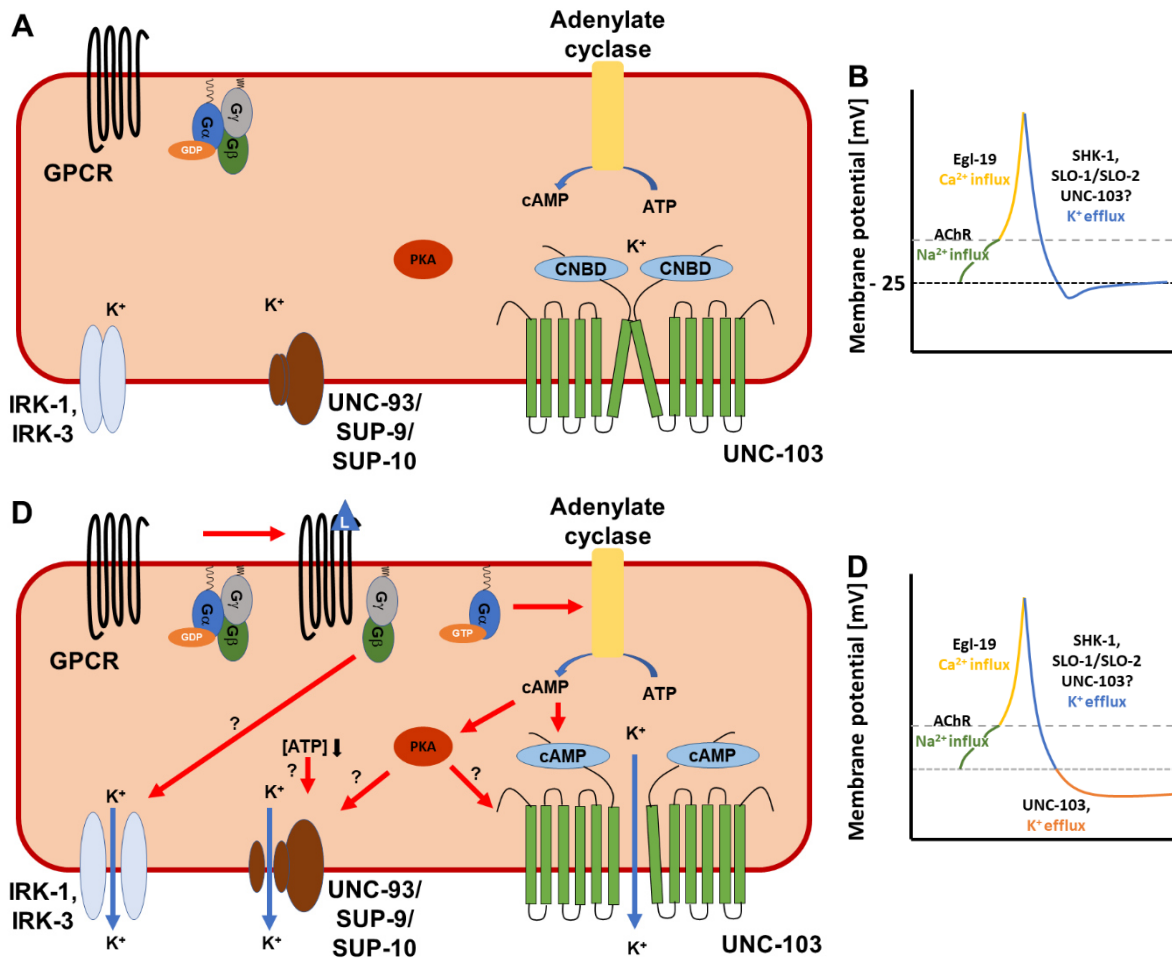 A
GPCR
Gα
Gγ
Gβ
GDP
Adenylate
cyclase
cAMP
ATP
PKA
K⁺
CNBD
CNBD
K⁺
K⁺
IRK-1,
IRK-3
UNC-93/
SUP-9/
SUP-10
UNC-103
B
Membrane potential [mV]
Egl-19
Ca²⁺ influx
SHK-1,
SLO-1/SLO-2
UNC-103?
K⁺ efflux
AChR
Na²⁺ influx
- 25
D
GPCR
L
Gα
Gγ
Gβ
GDP
Gγ
Gβ
Gα
GTP
Adenylate
cyclase
cAMP
ATP
?
[ATP]
?
PKA
?
?
K⁺
cAMP
cAMP
K⁺
K⁺
IRK-1,
IRK-3
K⁺
K⁺
UNC-93/
SUP-9/
SUP-10
K⁺
UNC-103
D
Membrane potential [mV]
Egl-19
Ca²⁺ influx
SHK-1,
SLO-1/SLO-2
UNC-103?
K⁺ efflux
AChR
Na²⁺ influx
UNC-103,
K⁺ efflux